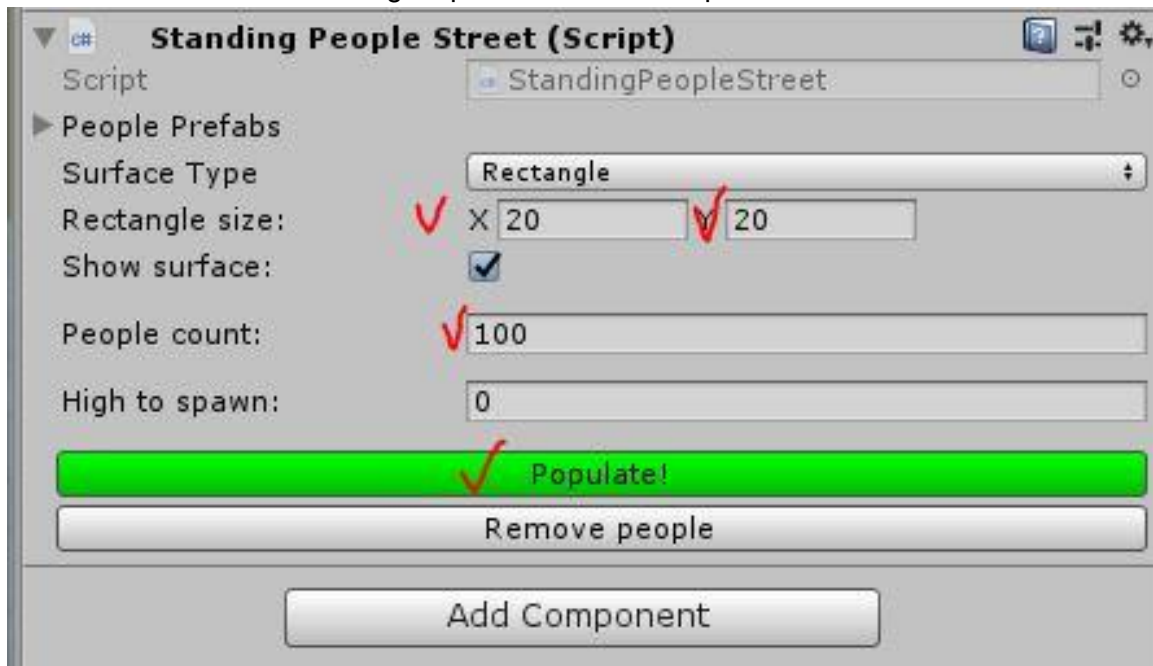 Standing People Street (Script)
Script StandingPeopleStreet
People Prefabs
Surface Type Rectangle
Rectangle size: X 20 Y 20
Show surface:
People count: 100
High to spawn: 0
Populate!
Remove people
Add Component